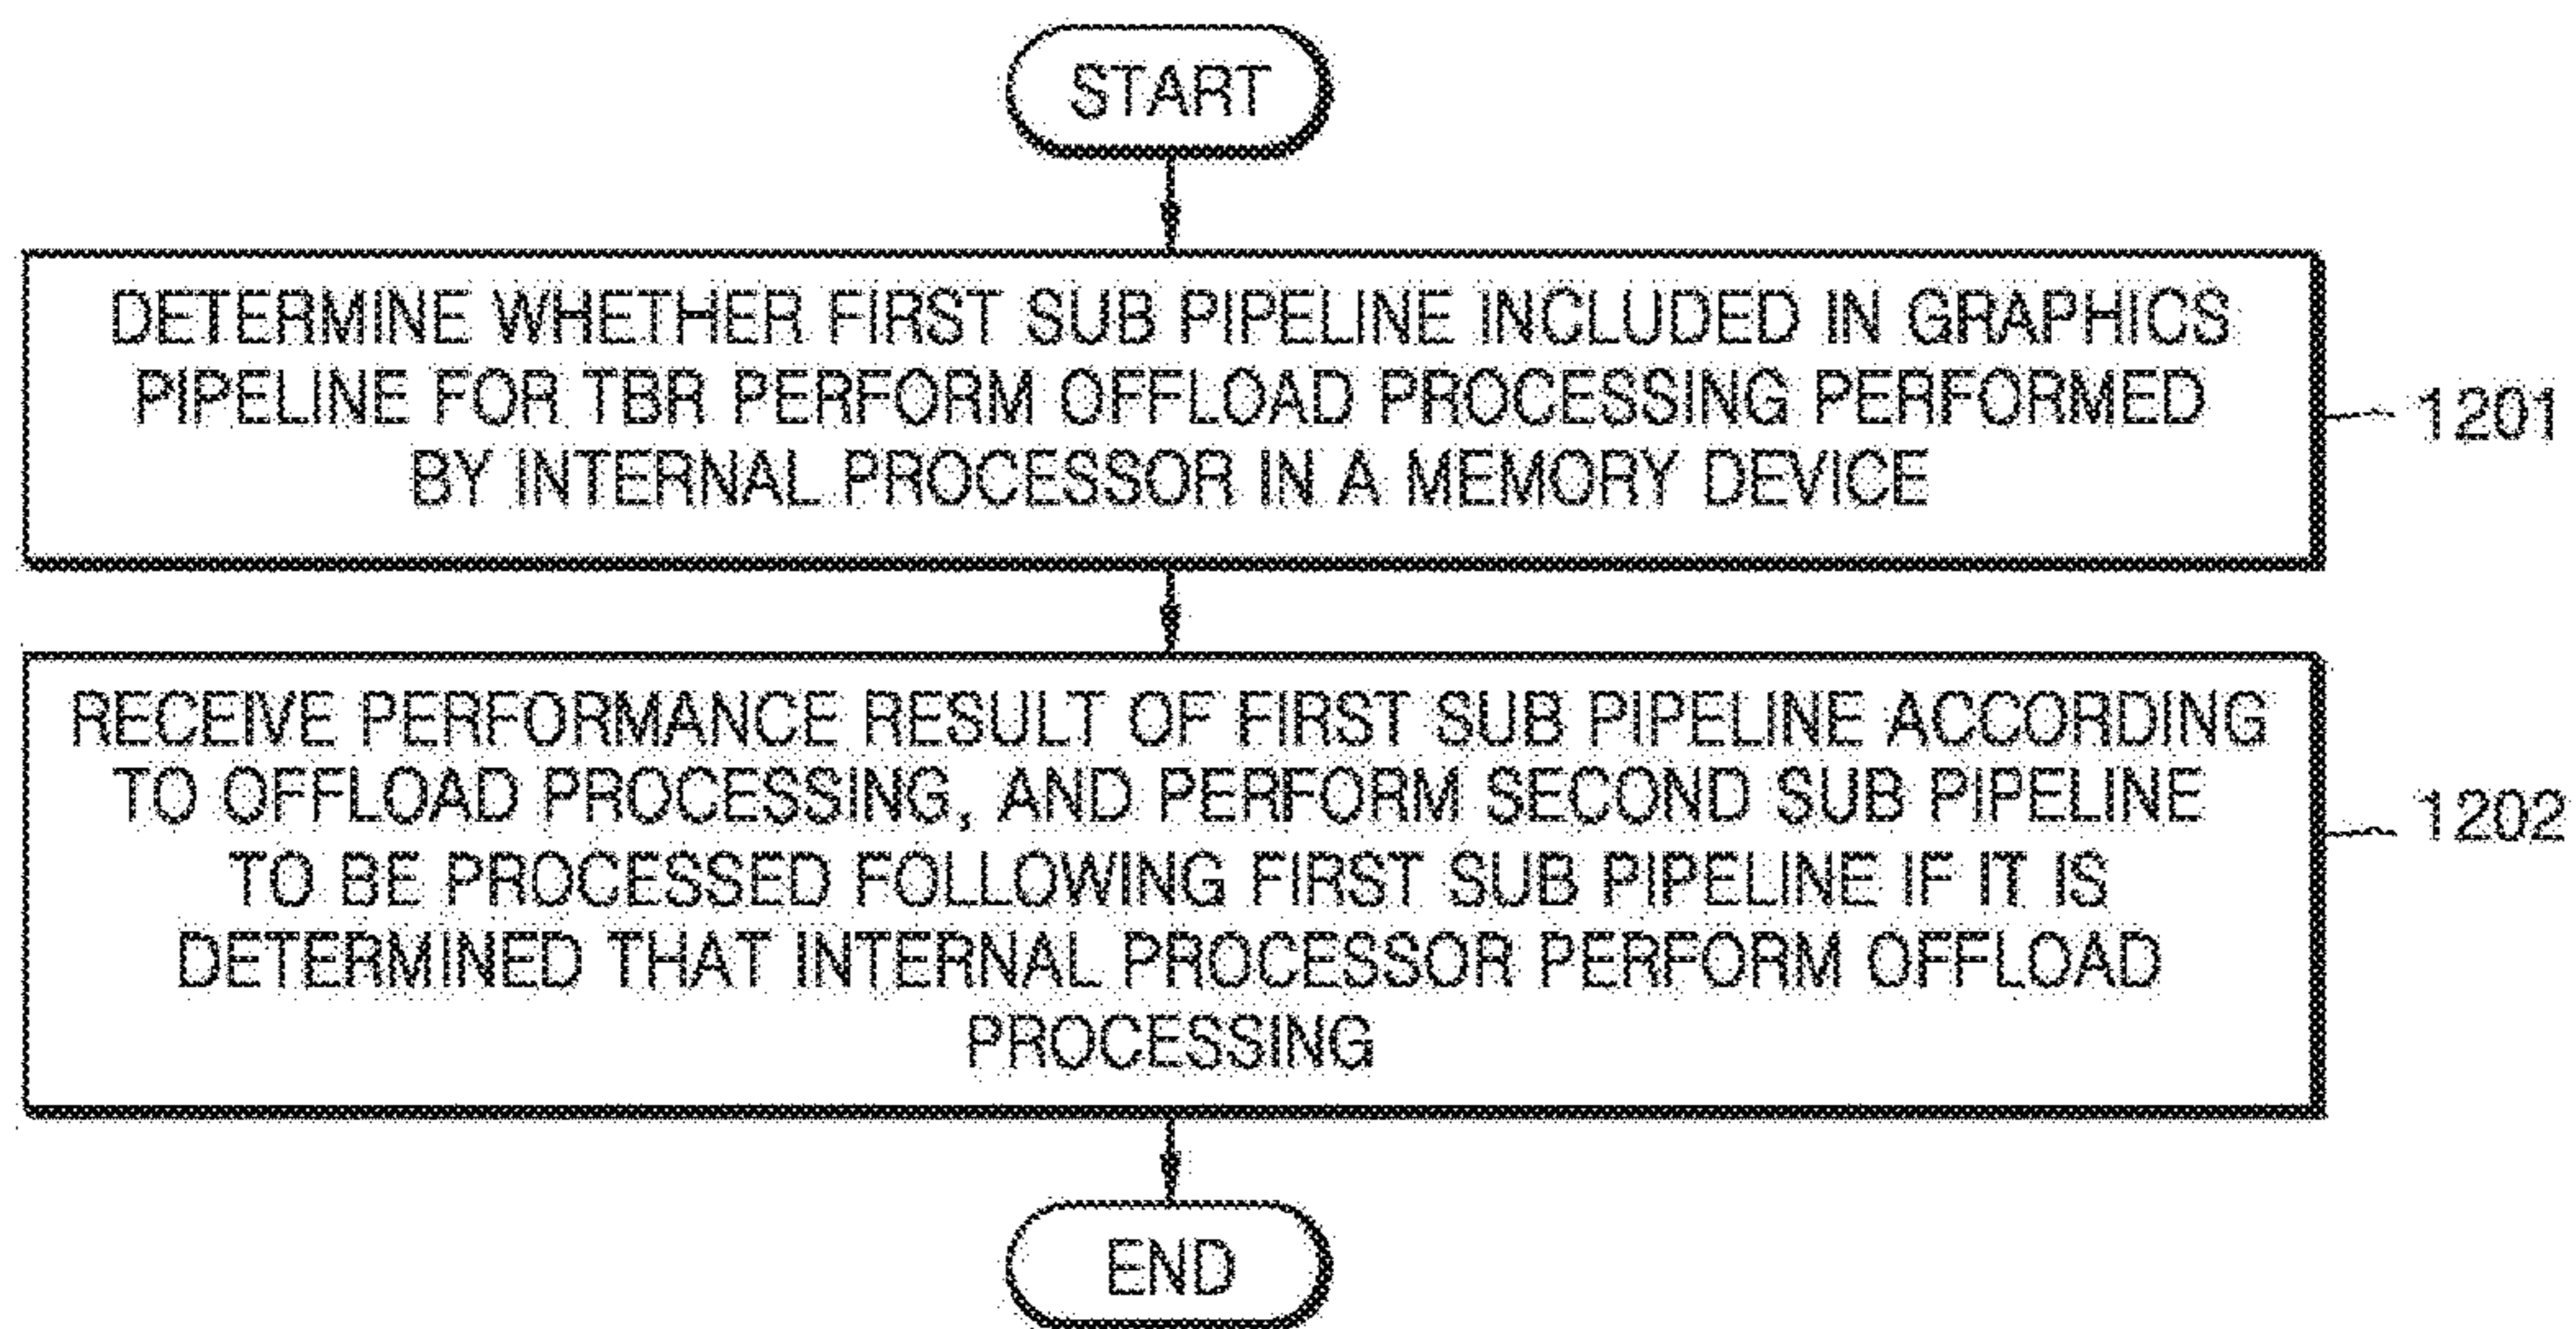 START
DETERMINE WHETHER FIRST SUB PIPELINE INCLUDED IN GRAPHICS
PIPELINE FOR TBR PERFORM OFFLOAD PROCESSING PERFORMED
BY INTERNAL PROCESSOR IN A MEMORY DEVICE
1201
RECEIVE PERFORMANCE RESULT OF FIRST SUB PIPELINE ACCORDING
TO OFFLOAD PROCESSING, AND PERFORM SECOND SUB PIPELINE
TO BE PROCESSED FOLLOWING FIRST SUB PIPELINE IF IT IS
DETERMINED THAT INTERNAL PROCESSOR PERFORM OFFLOAD
PROCESSING
1202
END